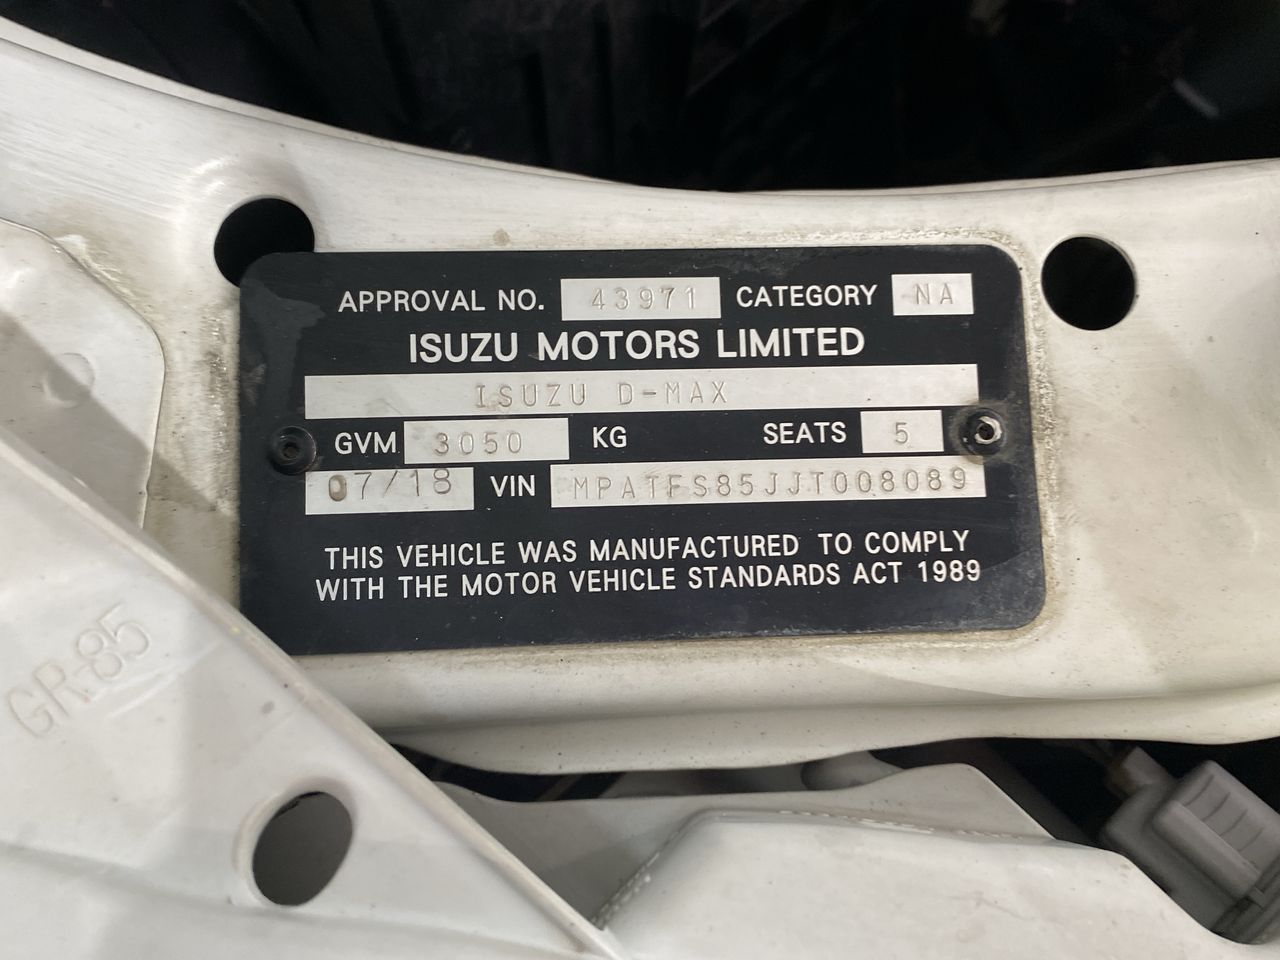 APPROVAL NO. 43971 CATEGORY NA
ISUZU MOTORS LIMITED
ISUZU D-MAX
GVM 3050 KG SEATS 5
07/18 VIN MPATFS85JJT008089
THIS VEHICLE WAS MANUFACTURED TO COMPLY
WITH THE MOTOR VEHICLE STANDARDS ACT 1989
GR-85